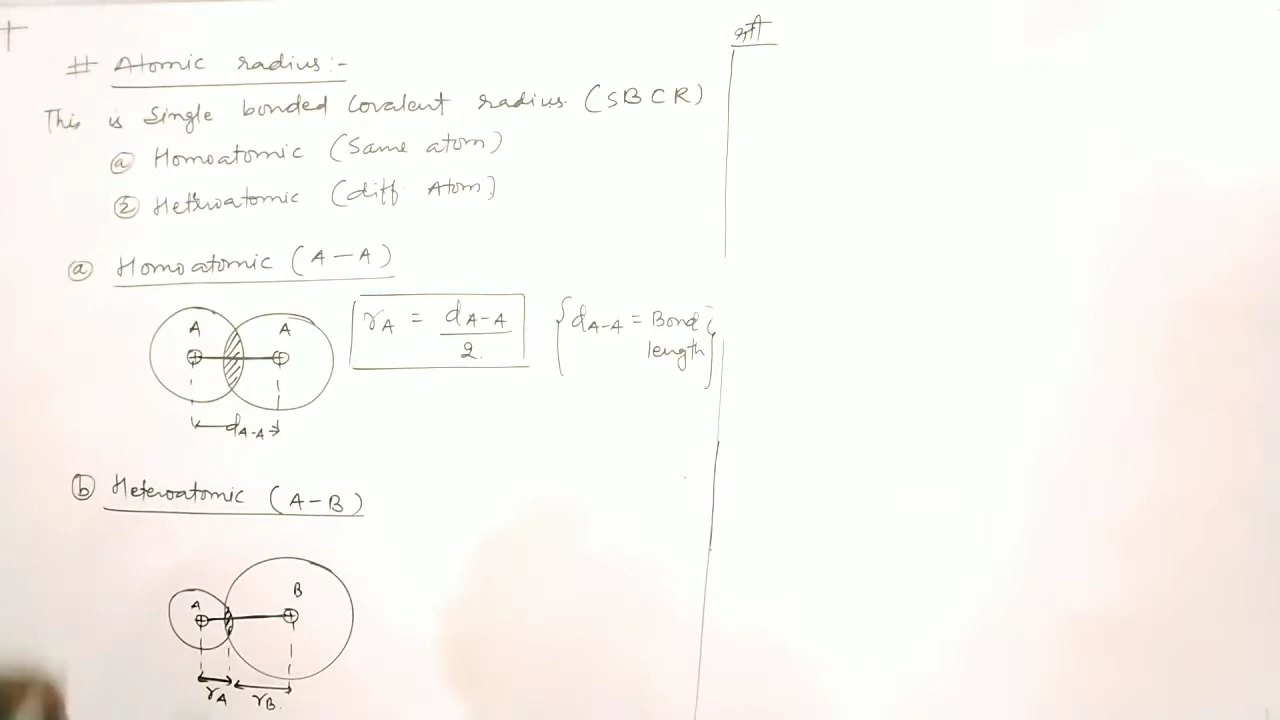 # Atomic radius:-
This is Single bonded Covalent radius. (SBCR)
ⓐ Homoatomic (Same atom)
② Heteroatomic (diff. Atom)
ⓐ Homoatomic (A-A)
A A
rA = dA-A / 2
{dA-A = Bond length}
dA-A
ⓑ Heteroatomic (A-B)
A B
rA rB